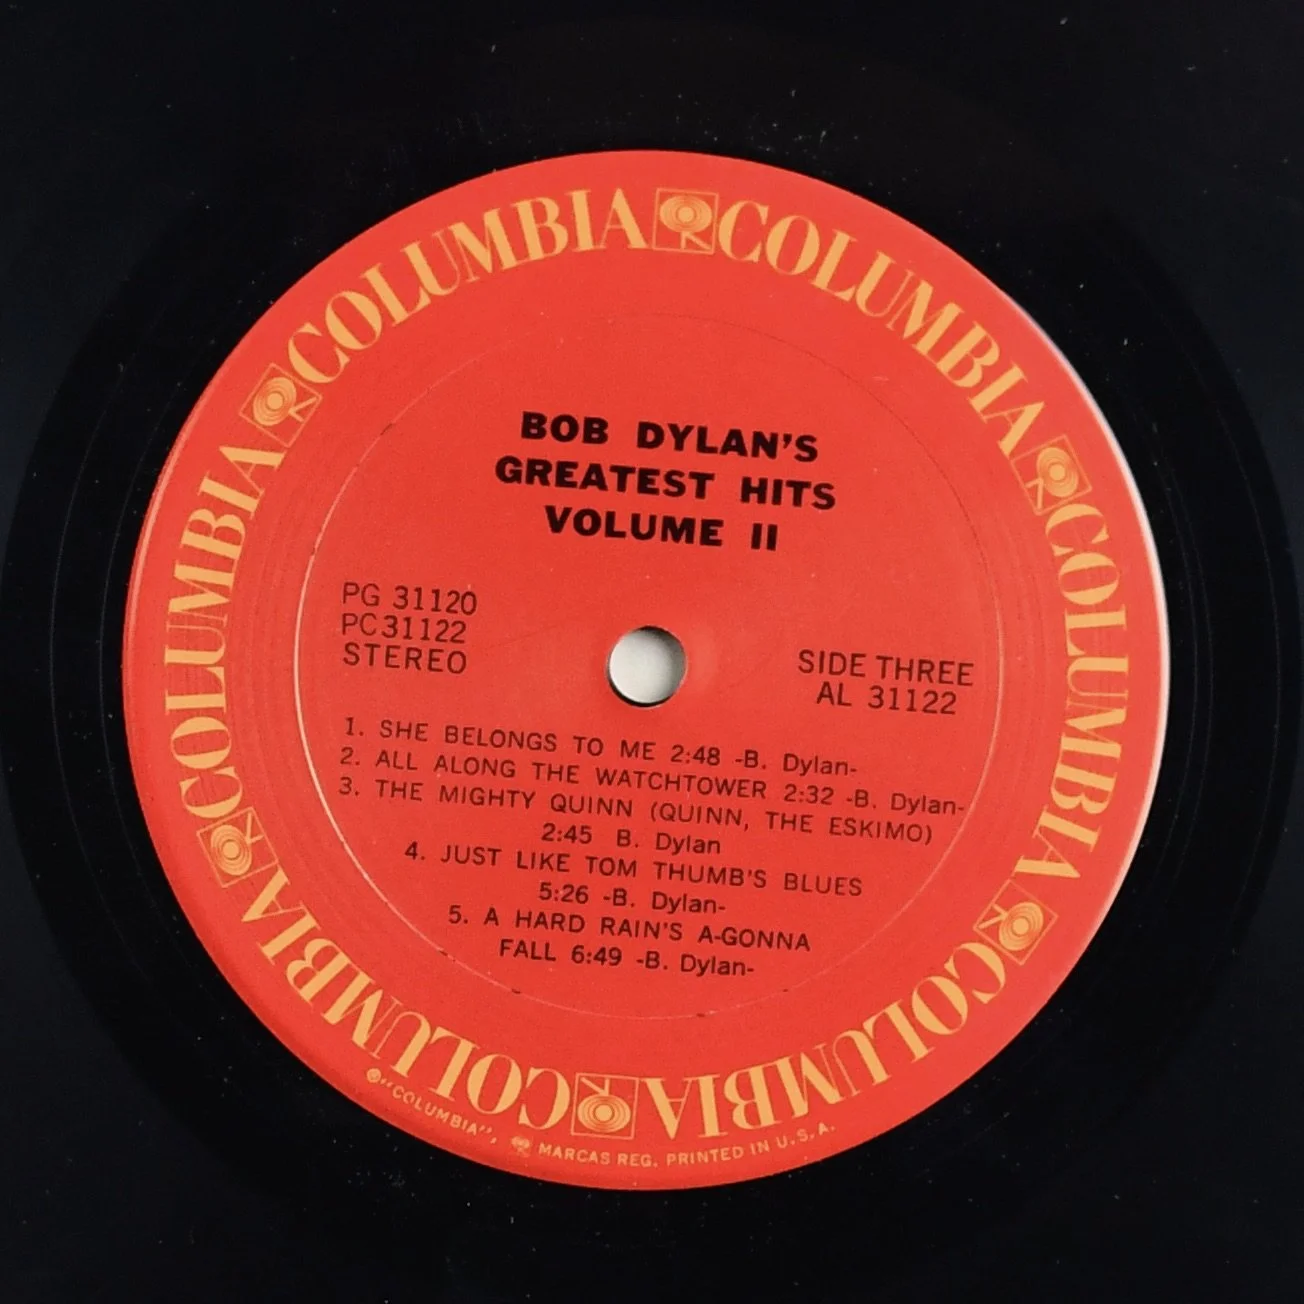 COLUMBIA COLUMBIA COLUMBIA COLUMBIA COLUMBIA COLUMBIA
BOB DYLAN'S
GREATEST HITS
VOLUME II
PG 31120
PC31122
STEREO
SIDE THREE
AL 31122
1. SHE BELONGS TO ME 2:48 -B. Dylan-
2. ALL ALONG THE WATCHTOWER 2:32 -B. Dylan-
3. THE MIGHTY QUINN (QUINN, THE ESKIMO)
2:45 B. Dylan
4. JUST LIKE TOM THUMB'S BLUES
5:26 -B. Dylan-
5. A HARD RAIN'S A-GONNA
FALL 6:49 -B. Dylan-
®"COLUMBIA", MARCAS REG. PRINTED IN U.S.A.